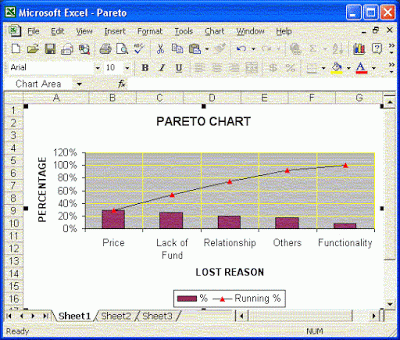 Microsoft Excel - Pareto
File Edit View Insert Format Tools Chart Window Help
Arial 10 B I U
Chart Area fx
A B C D E F G
1
2
3
4
5
6
7
8
9
10
11
12
13
14
15
16
17
PARETO CHART
PERCENTAGE
120%
100%
80%
60%
40%
20%
0%
Price Lack of Fund Relationship Others Functionality
LOST REASON
% Running %
Sheet1 Sheet2 Sheet3
Ready NUM